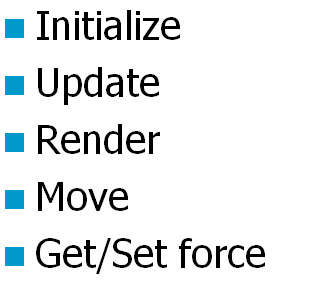 Initialize
Update
Render
Move
Get/Set force